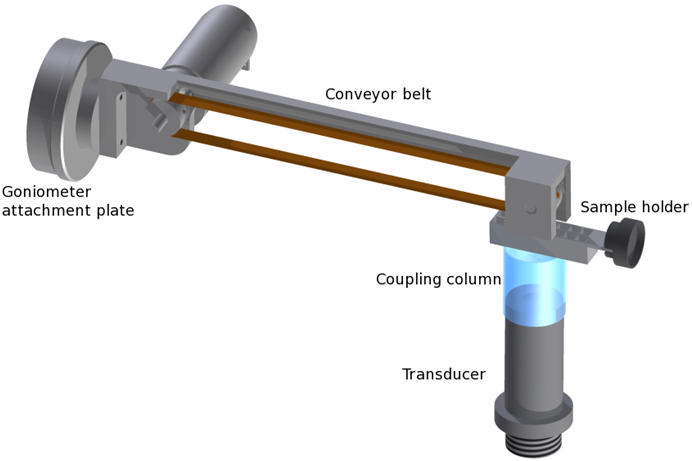 Conveyor belt
Goniometer
attachment plate
Sample holder
Coupling column
Transducer